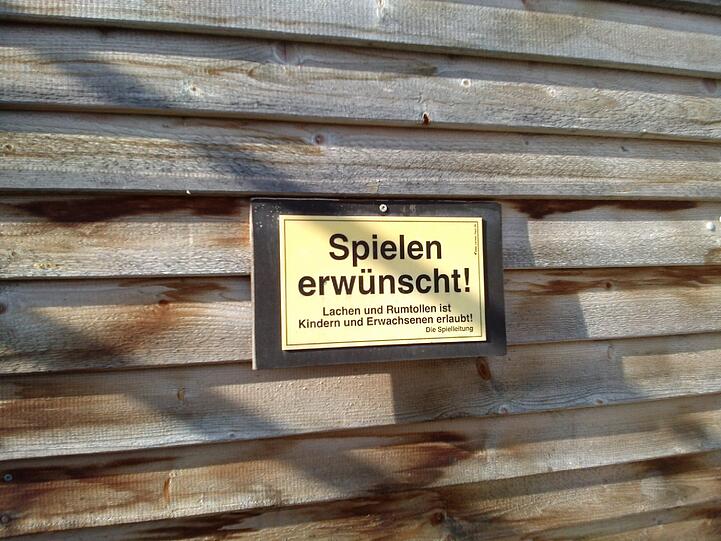 Spielen
erwünscht!
Lachen und Rumtollen ist
Kindern und Erwachsenen erlaubt!
Die Spielleitung